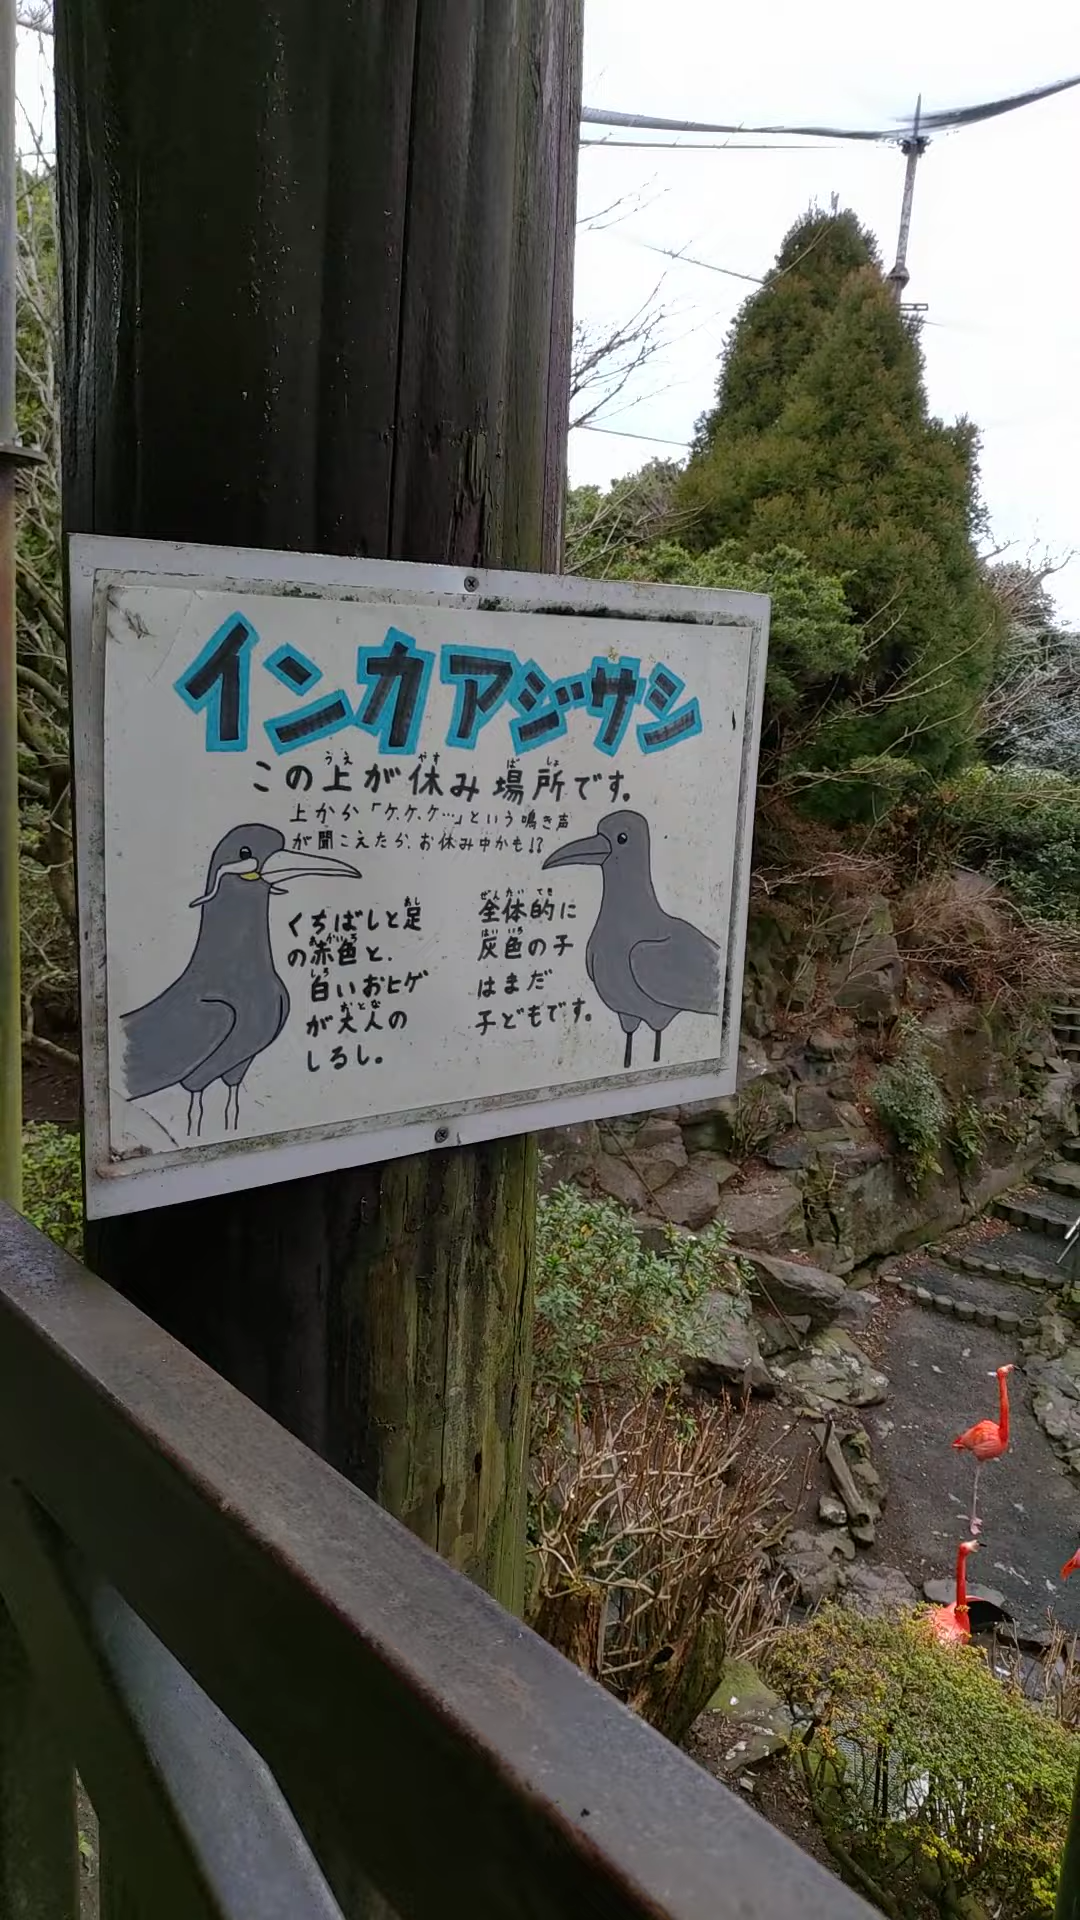 インカアジサシ
この上が休み場所です。
上から「ケ、ケ、ケ…」という鳴き声
が聞こえたら、お休み中かも!?
くちばしと足
の赤色と、
白いおヒゲ
が大人の
しるし。
全体的に
灰色の子
はまだ
子どもです。